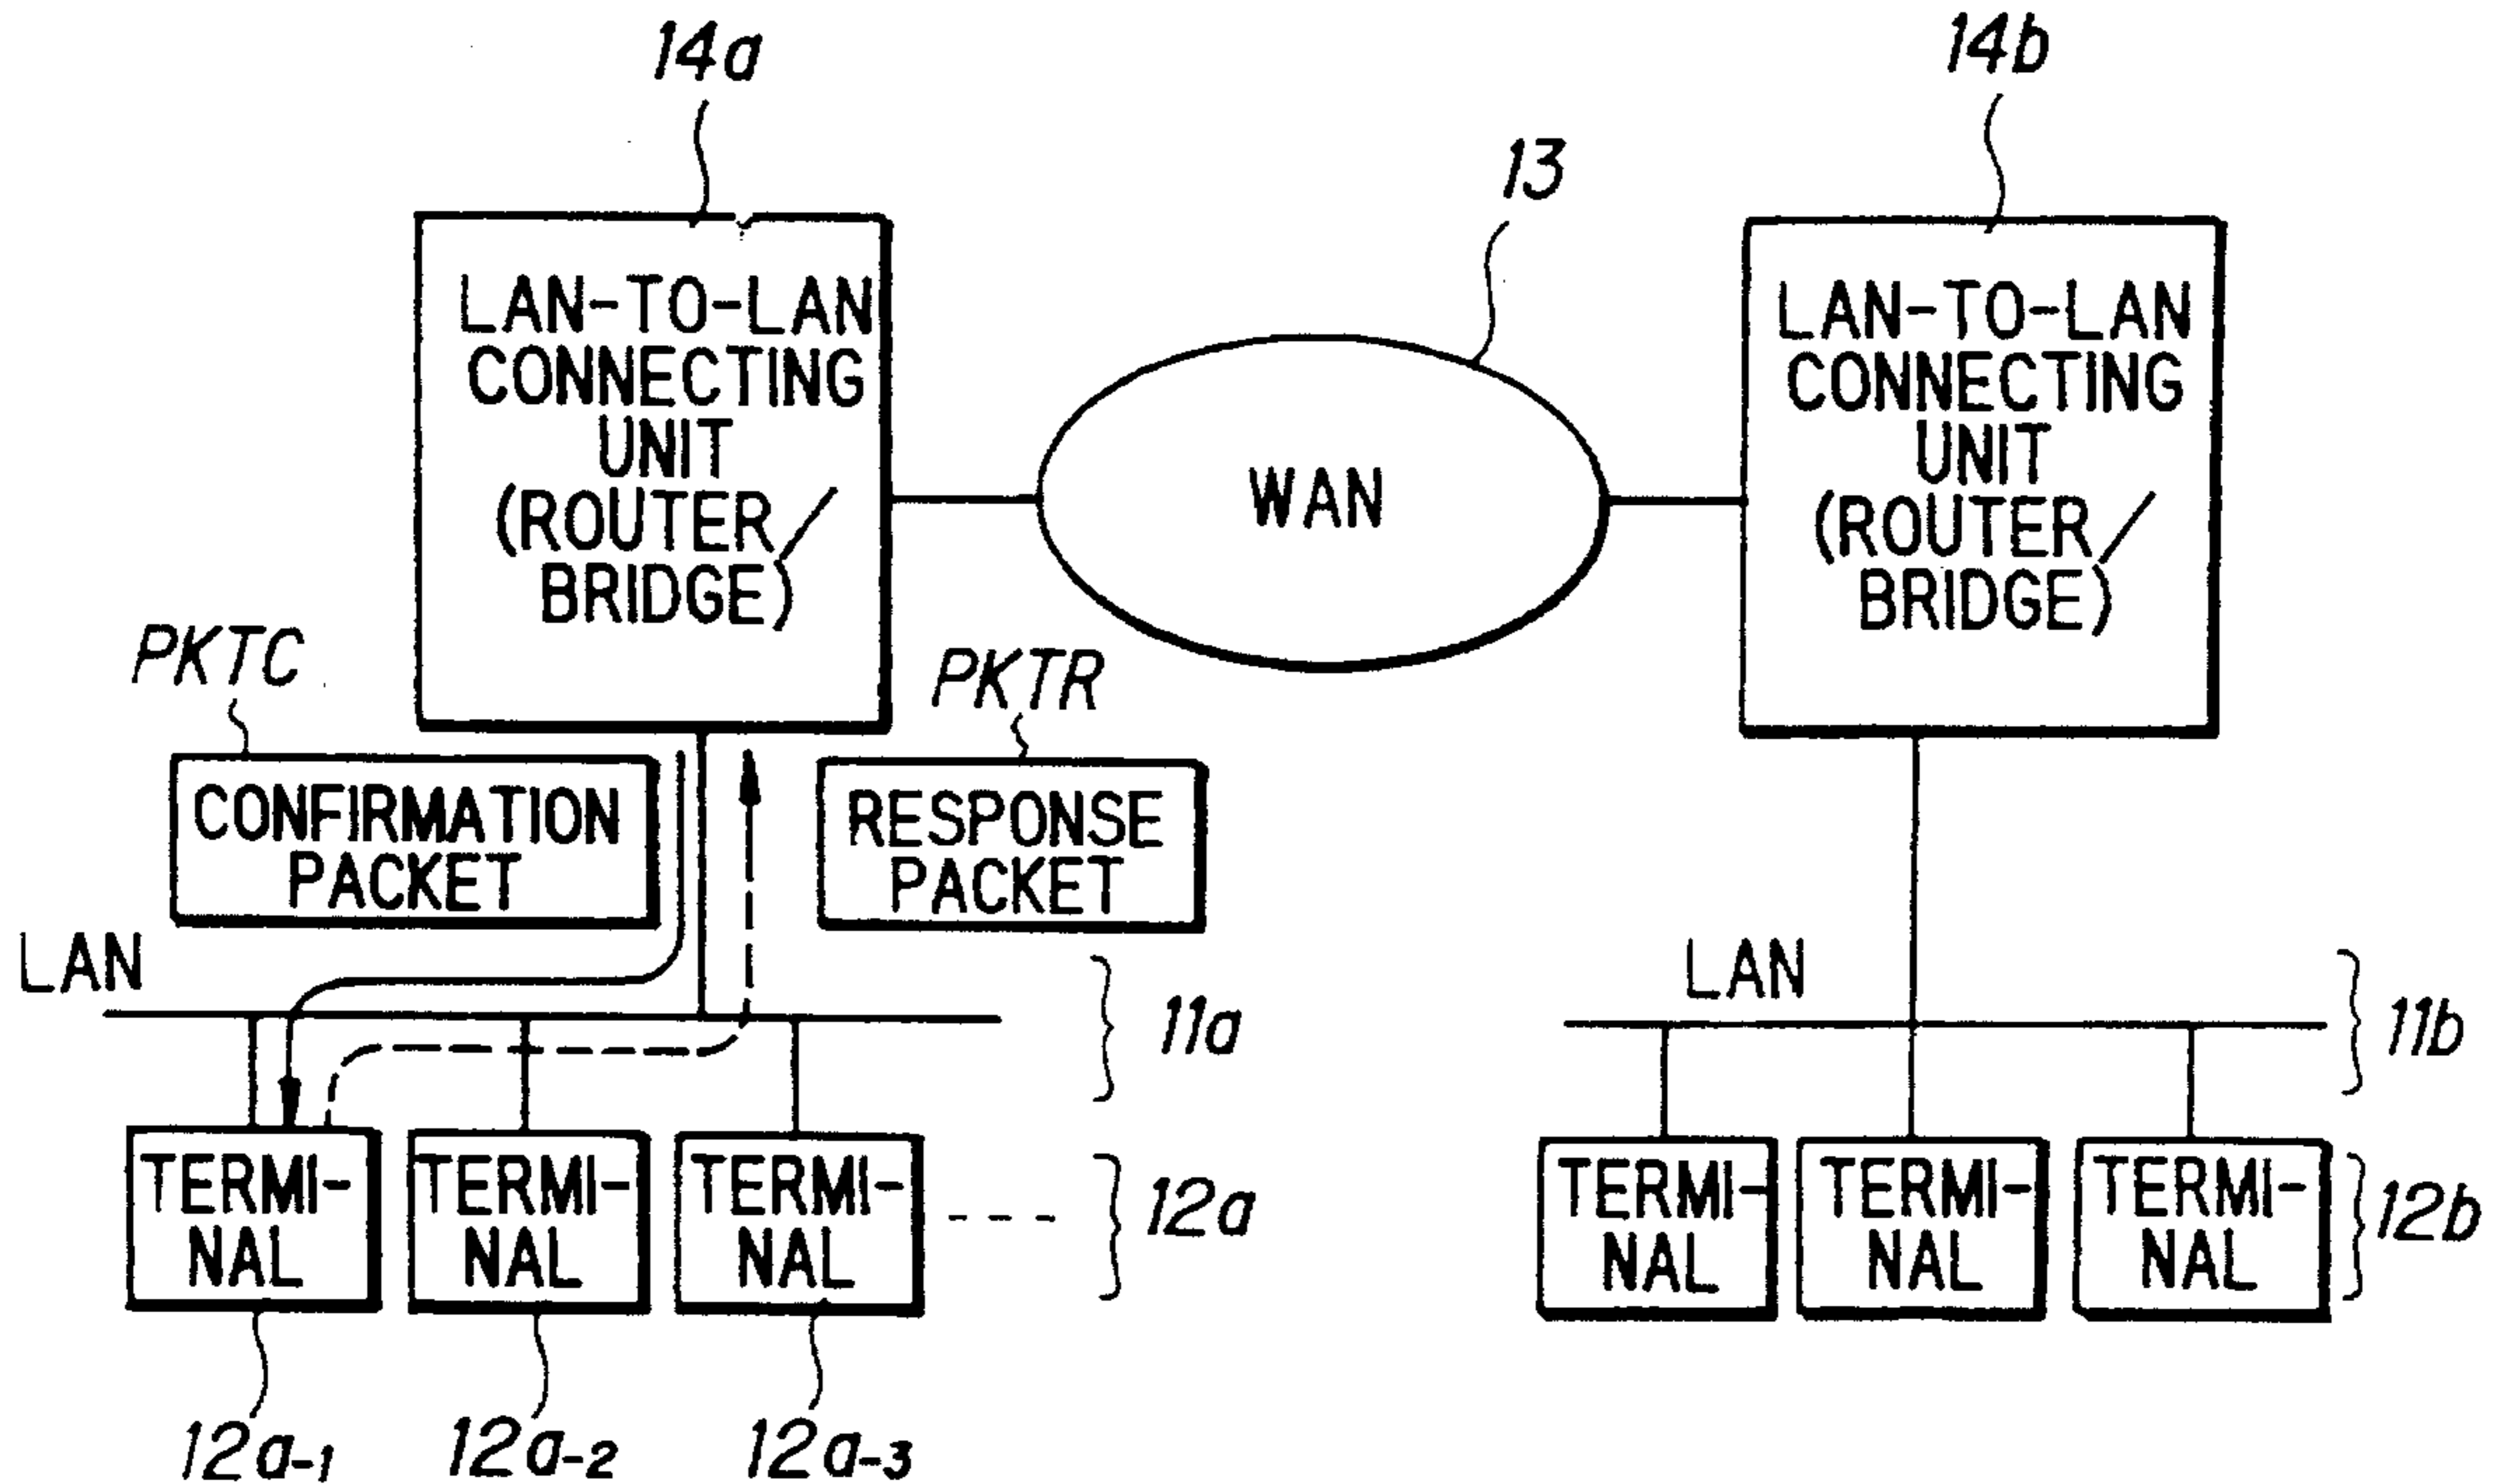 14a
14b
13
LAN-TO-LAN
CONNECTING
UNIT
(ROUTER/
BRIDGE)
WAN
LAN-TO-LAN
CONNECTING
UNIT
(ROUTER/
BRIDGE)
PKTC
PKTR
CONFIRMATION
PACKET
RESPONSE
PACKET
LAN
LAN
11a
11b
TERMI-
NAL
TERMI-
NAL
TERMI-
NAL
12a
TERMI-
NAL
TERMI-
NAL
TERMI-
NAL
12b
12a-1
12a-2
12a-3